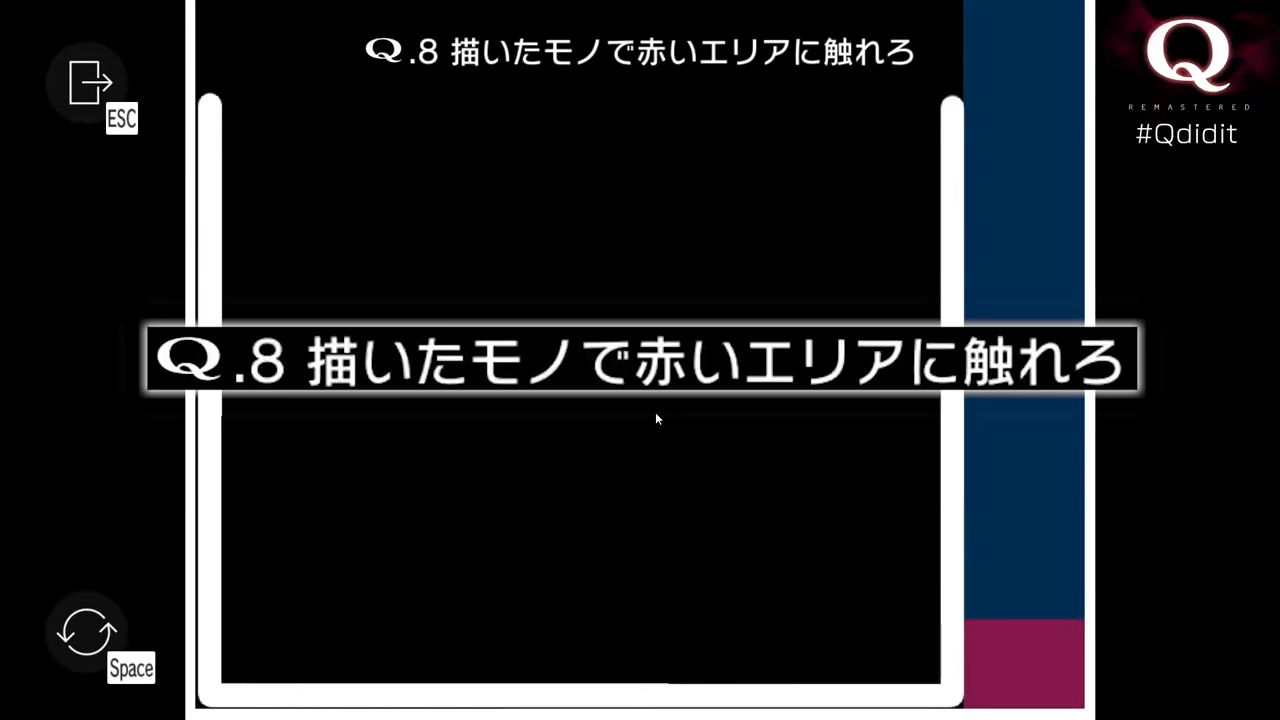 Q.8 描いたモノで赤いエリアに触れろ
Q
REMASTERED
#Qdidit
ESC
Q.8 描いたモノで赤いエリアに触れろ
Space